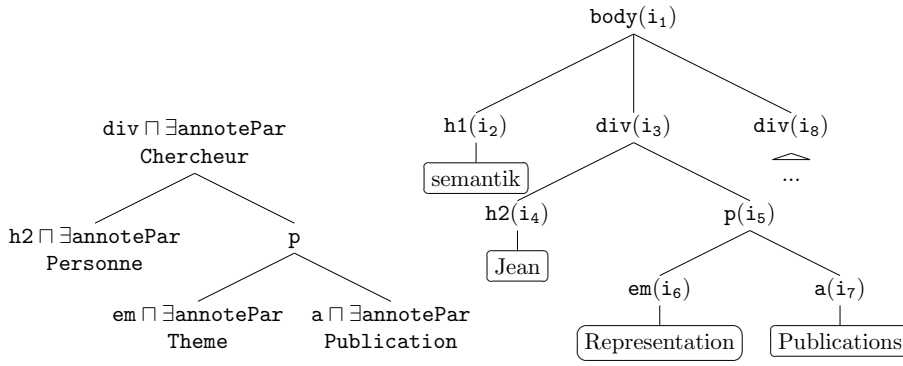 body(i₁)
h1(i₂)
div(i₃)
div(i₈)
semantik
...
h2(i₄)
p(i₅)
Jean
em(i₆)
a(i₇)
Representation
Publications
div ⊓ ∃annotePar
Chercheur
h2 ⊓ ∃annotePar
Personne
p
em ⊓ ∃annotePar
Theme
a ⊓ ∃annotePar
Publication